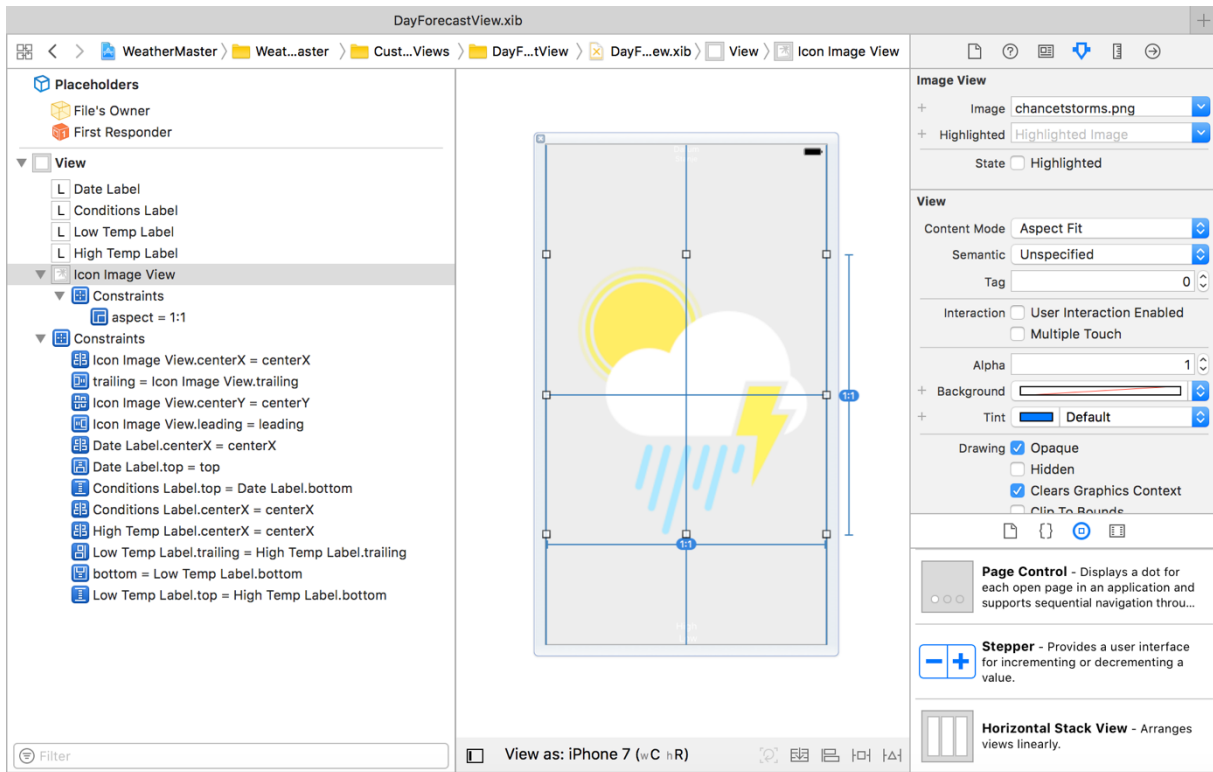 DayForecastView.xib
WeatherMaster Weat...aster Cust...Views DayF...tView DayF...ew.xib View Icon Image View
Placeholders
File's Owner
First Responder
View
L Date Label
L Conditions Label
L Low Temp Label
L High Temp Label
Icon Image View
Constraints
aspect = 1:1
Constraints
Icon Image View.centerX = centerX
trailing = Icon Image View.trailing
Icon Image View.centerY = centerY
Icon Image View.leading = leading
Date Label.centerX = centerX
Date Label.top = top
Conditions Label.top = Date Label.bottom
Conditions Label.centerX = centerX
High Temp Label.centerX = centerX
Low Temp Label.trailing = High Temp Label.trailing
bottom = Low Temp Label.bottom
Low Temp Label.top = High Temp Label.bottom
Filter
1:1
1:1
High
View as: iPhone 7 (wC hR)
Image View
Image chancetstorms.png
Highlighted Highlighted Image
State Highlighted
View
Content Mode Aspect Fit
Semantic Unspecified
Tag 0
Interaction User Interaction Enabled
Multiple Touch
Alpha 1
Background
Tint Default
Drawing Opaque
Hidden
Clears Graphics Context
Clip To Bounds
Page Control - Displays a dot for
each open page in an application and
supports sequential navigation throu...
Stepper - Provides a user interface
for incrementing or decrementing a
value.
Horizontal Stack View - Arranges
views linearly.